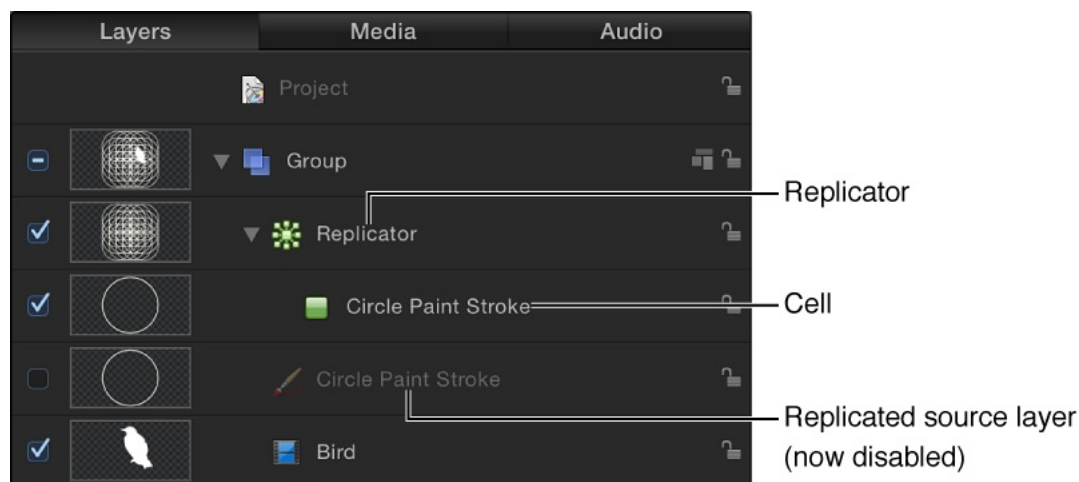 Layers Media Audio
Project
Group
Replicator
Replicator
Circle Paint Stroke
Cell
Circle Paint Stroke
Replicated source layer
(now disabled)
Bird